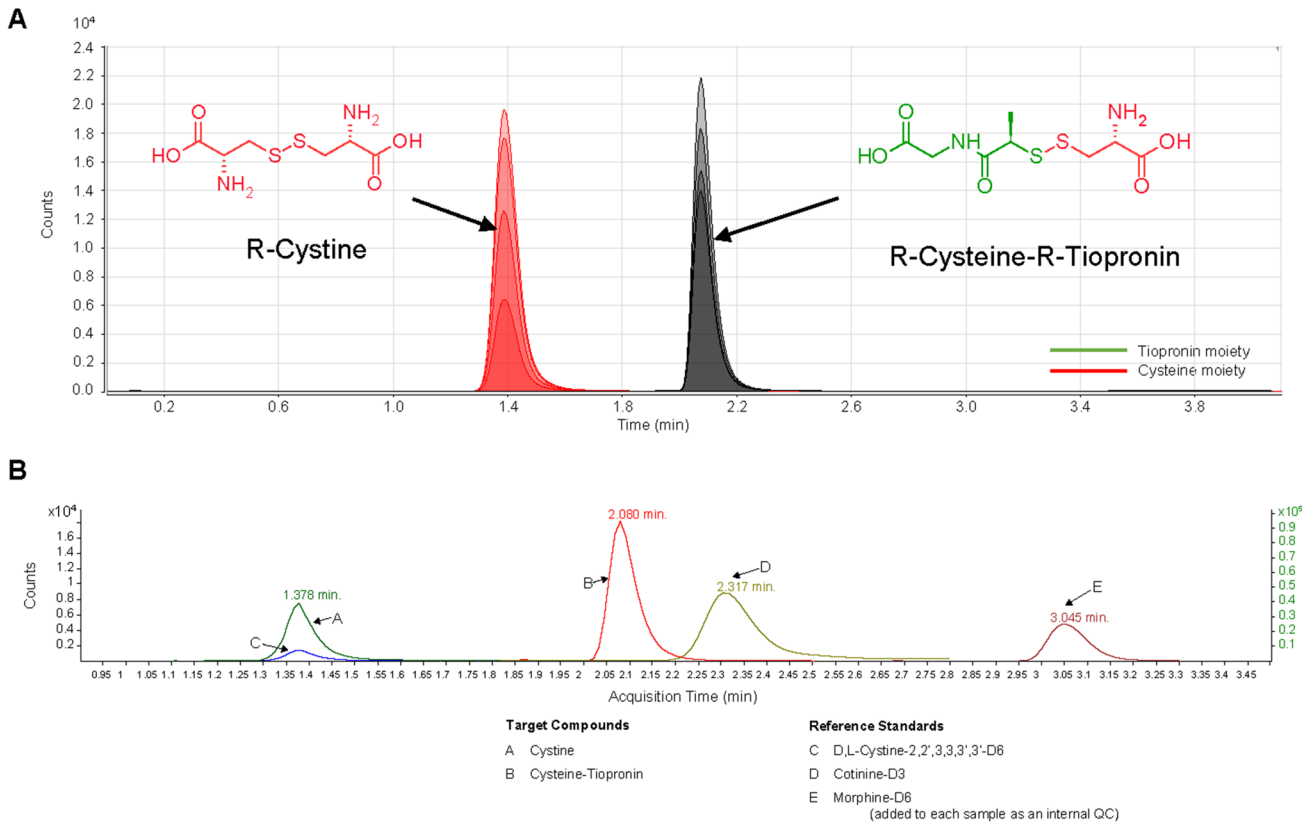 A
10⁴
2.4
2.2
2.0
1.8
1.6
1.4
1.2
1.0
0.8
0.6
0.4
0.2
0.0
Counts
O
HO
NH₂
S
S
NH₂
OH
O
R-Cystine
O
HO
NH
O
S
S
NH₂
OH
O
R-Cysteine-R-Tiopronin
Tiopronin moiety
Cysteine moiety
0.2 0.6 1.0 1.4 1.8 2.2 2.6 3.0 3.4 3.8
Time (min)
B
x10⁴
1.6
1.4
1.2
1
0.8
0.6
0.4
0.2
Counts
1.378 min.
A
C
2.080 min.
B
D
2.317 min.
E
3.045 min.
x10⁶
0.9
0.8
0.7
0.6
0.5
0.4
0.3
0.2
0.1
0.95 1 1.05 1.1 1.15 1.2 1.25 1.3 1.35 1.4 1.45 1.5 1.55 1.6 1.65 1.7 1.75 1.8 1.85 1.9 1.95 2 2.05 2.1 2.15 2.2 2.25 2.3 2.35 2.4 2.45 2.5 2.55 2.6 2.65 2.7 2.75 2.8 2.85 2.9 2.95 3 3.05 3.1 3.15 3.2 3.25 3.3 3.35 3.4 3.45
Acquisition Time (min)
Target Compounds
A Cystine
B Cysteine-Tiopronin
Reference Standards
C D,L-Cystine-2,2',3,3,3',3'-D6
D Cotinine-D3
E Morphine-D6
(added to each sample as an internal QC)